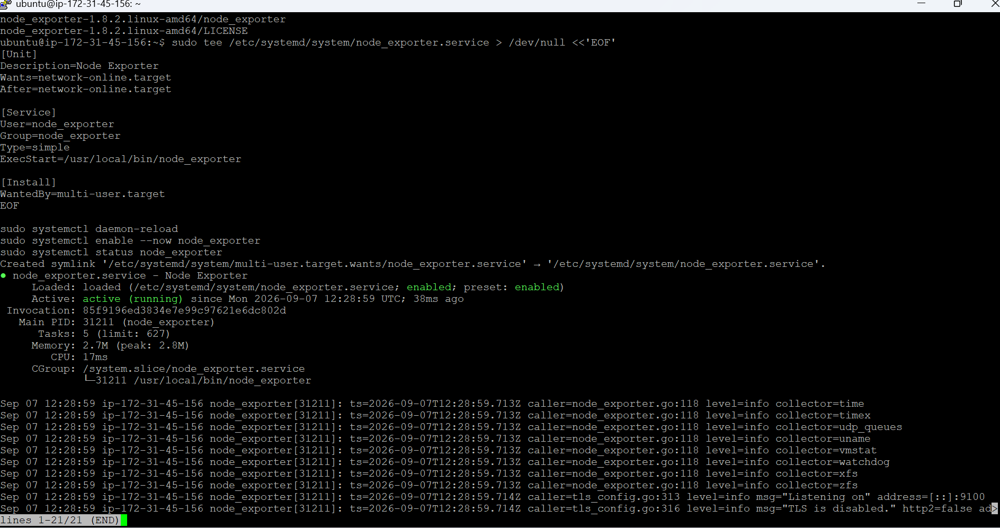 ubuntu@ip-172-31-45-156: ~
node_exporter-1.8.2.linux-amd64/node_exporter
node_exporter-1.8.2.linux-amd64/LICENSE
ubuntu@ip-172-31-45-156:~$ sudo tee /etc/systemd/system/node_exporter.service > /dev/null <<'EOF'
[Unit]
Description=Node Exporter
Wants=network-online.target
After=network-online.target

[Service]
User=node_exporter
Group=node_exporter
Type=simple
ExecStart=/usr/local/bin/node_exporter

[Install]
WantedBy=multi-user.target
EOF

sudo systemctl daemon-reload
sudo systemctl enable --now node_exporter
sudo systemctl status node_exporter
Created symlink '/etc/systemd/system/multi-user.target.wants/node_exporter.service' → '/etc/systemd/system/node_exporter.service'.
● node_exporter.service - Node Exporter
     Loaded: loaded (/etc/systemd/system/node_exporter.service; enabled; preset: enabled)
     Active: active (running) since Mon 2026-09-07 12:28:59 UTC; 38ms ago
 Invocation: 85f9196ed3834e7e99c97621e6dc802d
   Main PID: 31211 (node_exporter)
      Tasks: 5 (limit: 627)
     Memory: 2.7M (peak: 2.8M)
        CPU: 17ms
     CGroup: /system.slice/node_exporter.service
             └─31211 /usr/local/bin/node_exporter

Sep 07 12:28:59 ip-172-31-45-156 node_exporter[31211]: ts=2026-09-07T12:28:59.713Z caller=node_exporter.go:118 level=info collector=time
Sep 07 12:28:59 ip-172-31-45-156 node_exporter[31211]: ts=2026-09-07T12:28:59.713Z caller=node_exporter.go:118 level=info collector=timex
Sep 07 12:28:59 ip-172-31-45-156 node_exporter[31211]: ts=2026-09-07T12:28:59.713Z caller=node_exporter.go:118 level=info collector=udp_queues
Sep 07 12:28:59 ip-172-31-45-156 node_exporter[31211]: ts=2026-09-07T12:28:59.713Z caller=node_exporter.go:118 level=info collector=uname
Sep 07 12:28:59 ip-172-31-45-156 node_exporter[31211]: ts=2026-09-07T12:28:59.713Z caller=node_exporter.go:118 level=info collector=vmstat
Sep 07 12:28:59 ip-172-31-45-156 node_exporter[31211]: ts=2026-09-07T12:28:59.713Z caller=node_exporter.go:118 level=info collector=watchdog
Sep 07 12:28:59 ip-172-31-45-156 node_exporter[31211]: ts=2026-09-07T12:28:59.713Z caller=node_exporter.go:118 level=info collector=xfs
Sep 07 12:28:59 ip-172-31-45-156 node_exporter[31211]: ts=2026-09-07T12:28:59.713Z caller=node_exporter.go:118 level=info collector=zfs
Sep 07 12:28:59 ip-172-31-45-156 node_exporter[31211]: ts=2026-09-07T12:28:59.714Z caller=tls_config.go:313 level=info msg="Listening on" address=[::]:9100
Sep 07 12:28:59 ip-172-31-45-156 node_exporter[31211]: ts=2026-09-07T12:28:59.714Z caller=tls_config.go:316 level=info msg="TLS is disabled." http2=false ad>
lines 1-21/21 (END)